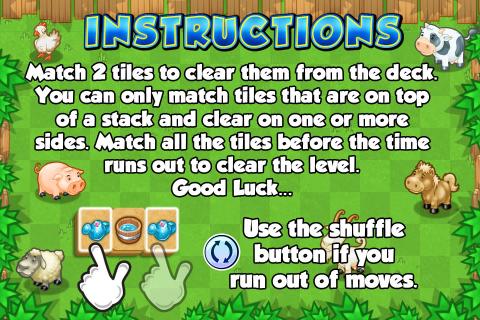 INSTRUCTIONS
Match 2 tiles to clear them from the deck.
You can only match tiles that are on top
of a stack and clear on one or more
sides. Match all the tiles before the time
runs out to clear the level.
Good Luck...
Use the shuffle
button if you
run out of moves.